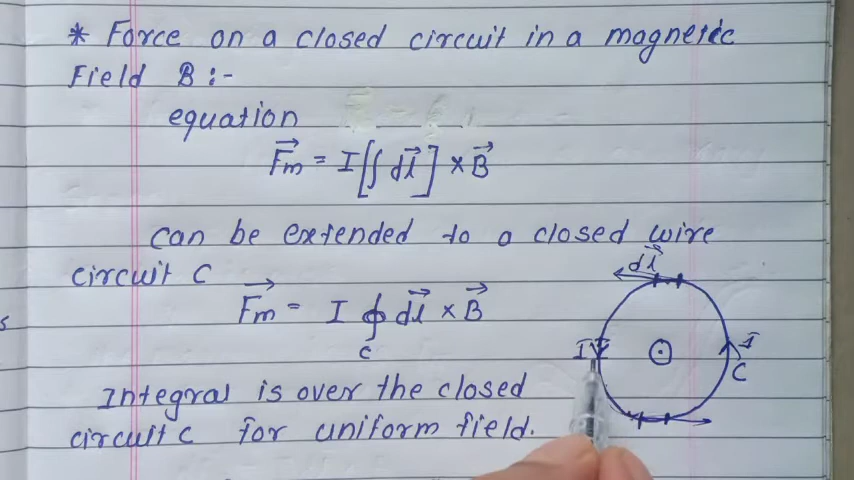 * Force on a closed circuit in a magnetic
Field B :-
equation
F⃗m = I[∫ dl⃗] × B⃗
can be extended to a closed wire
circuit C
F⃗m = I ∮ dl⃗ × B⃗
C
dl⃗
I
I
C
Integral is over the closed
circuit C for uniform field.